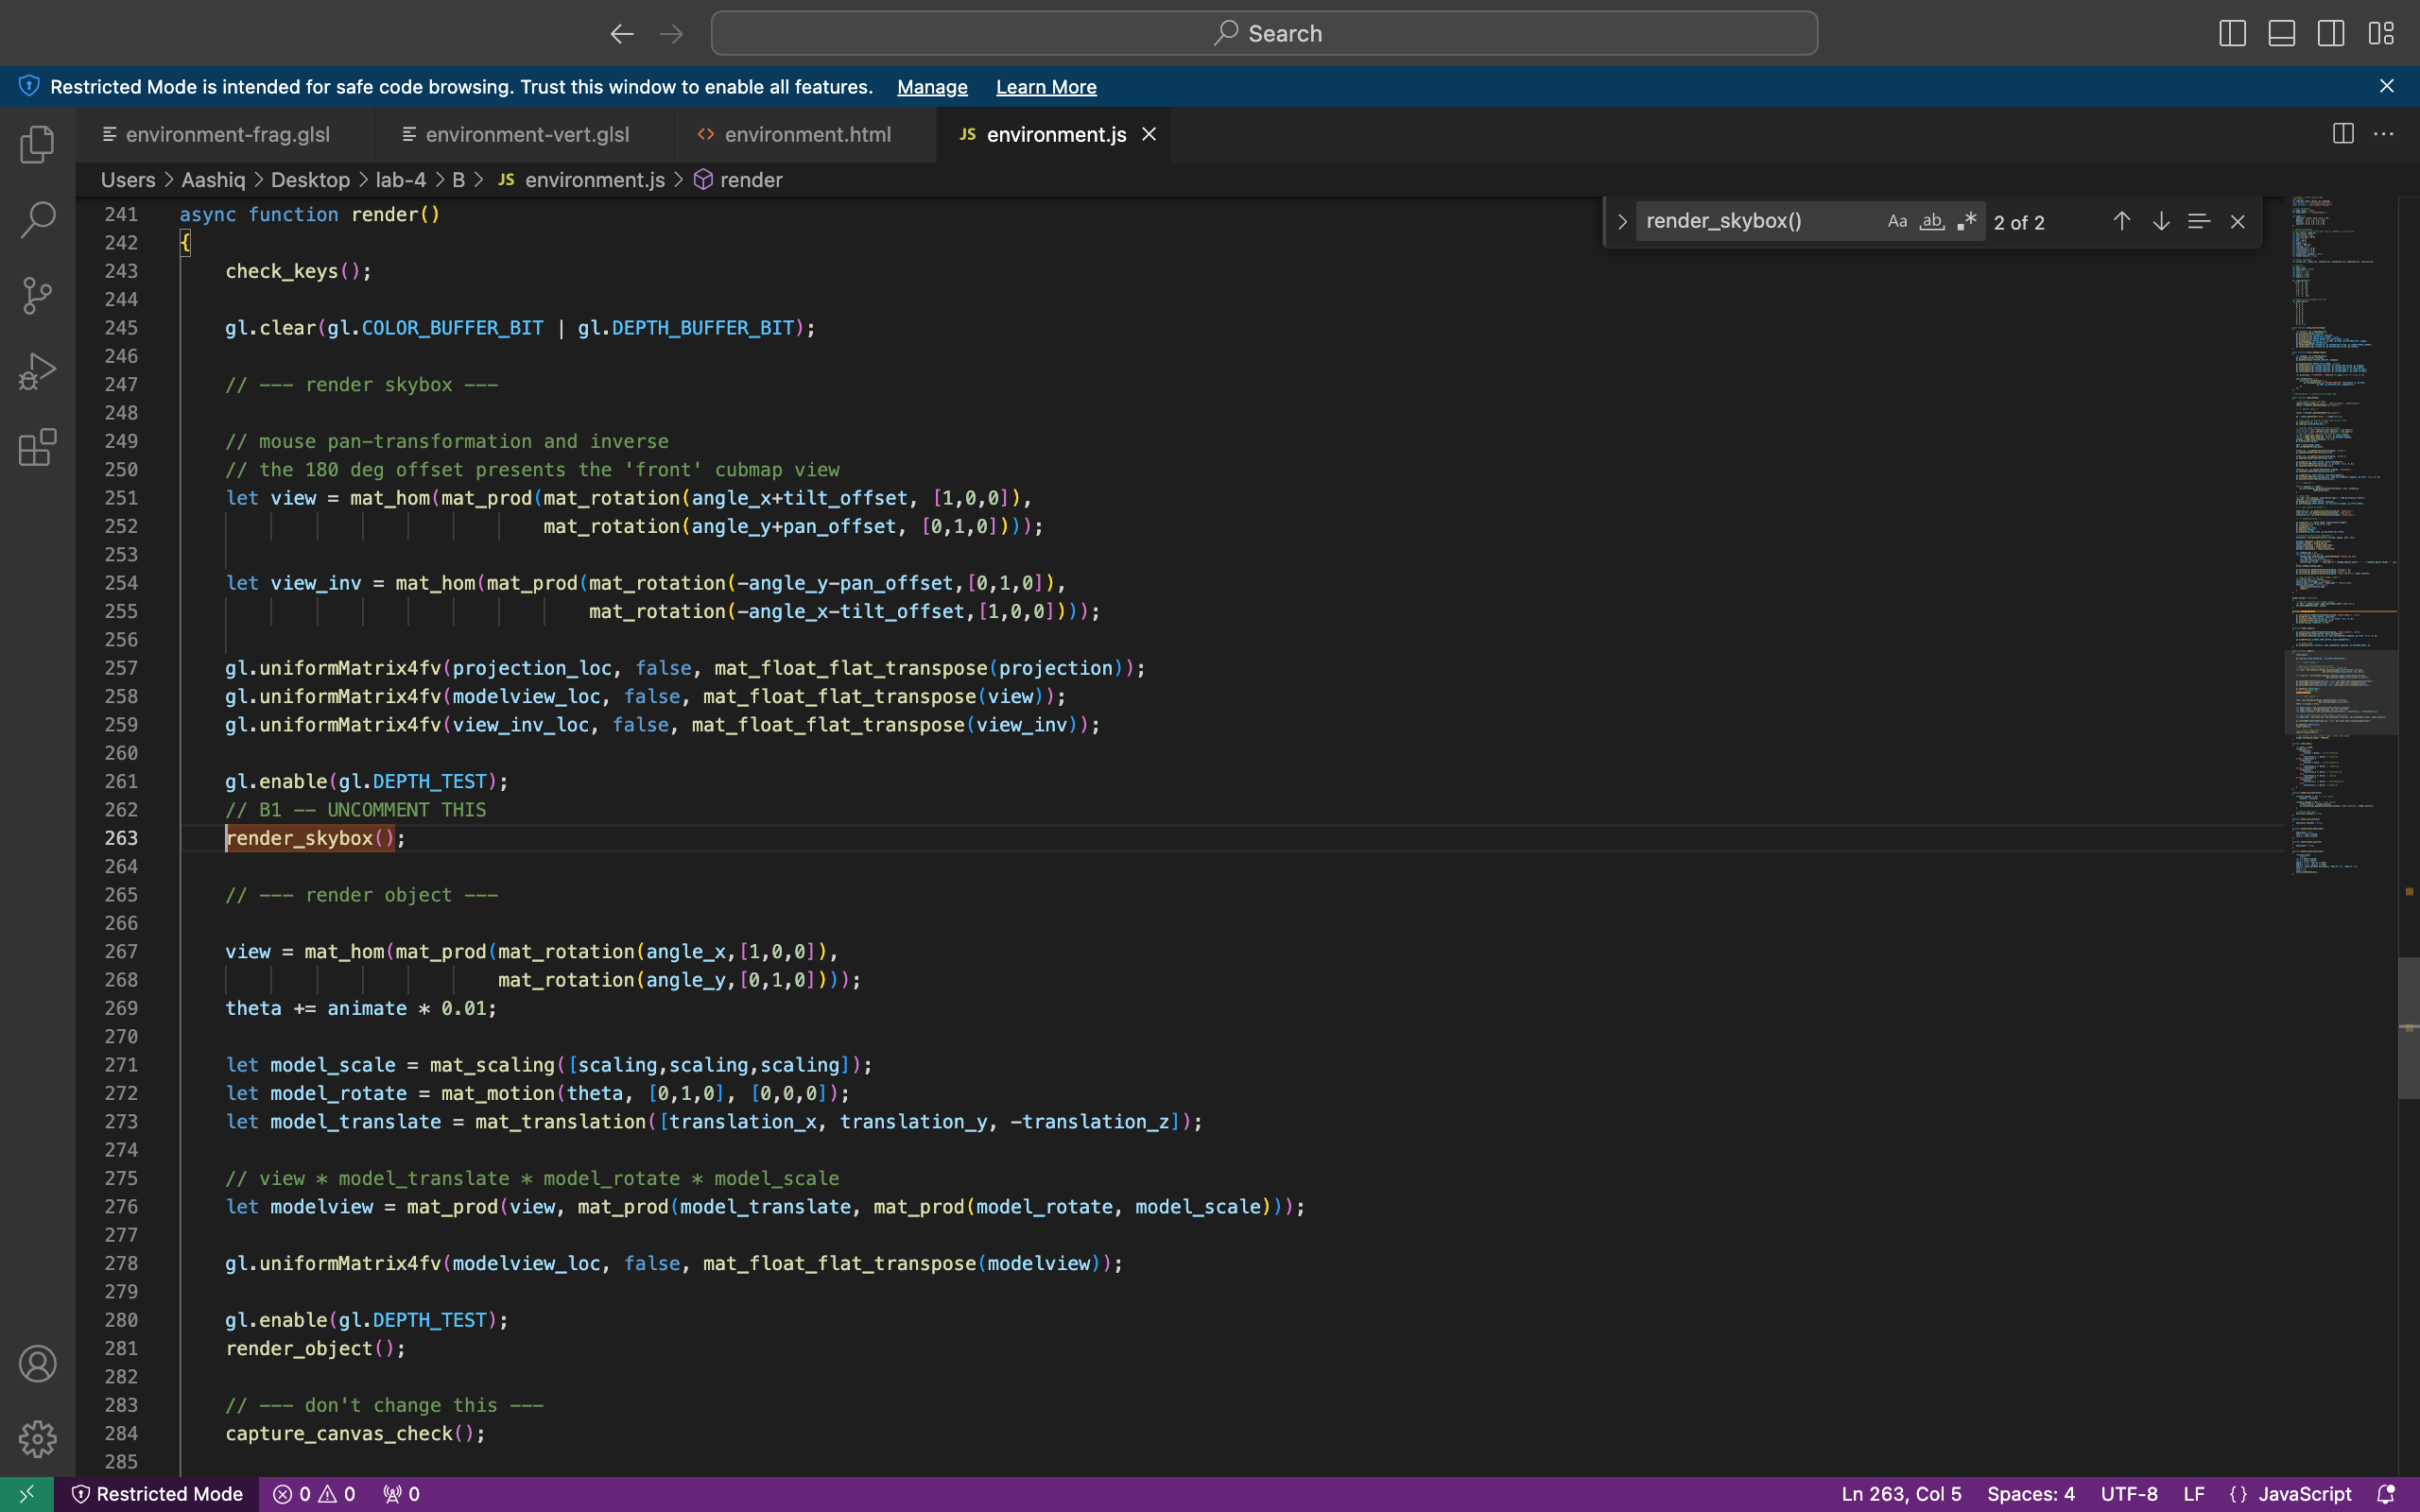 Search
Restricted Mode is intended for safe code browsing. Trust this window to enable all features. Manage Learn More
environment-frag.glsl environment-vert.glsl <> environment.html JS environment.js
Users > Aashiq > Desktop > lab-4 > B > JS environment.js > render
render_skybox() Aa ab .* 2 of 2
241 async function render()
242 {
243 check_keys();
244
245 gl.clear(gl.COLOR_BUFFER_BIT | gl.DEPTH_BUFFER_BIT);
246
247 // --- render skybox ---
248
249 // mouse pan-transformation and inverse
250 // the 180 deg offset presents the 'front' cubmap view
251 let view = mat_hom(mat_prod(mat_rotation(angle_x+tilt_offset, [1,0,0]),
252 mat_rotation(angle_y+pan_offset, [0,1,0])));
253
254 let view_inv = mat_hom(mat_prod(mat_rotation(-angle_y-pan_offset,[0,1,0]),
255 mat_rotation(-angle_x-tilt_offset,[1,0,0])));
256
257 gl.uniformMatrix4fv(projection_loc, false, mat_float_flat_transpose(projection));
258 gl.uniformMatrix4fv(modelview_loc, false, mat_float_flat_transpose(view));
259 gl.uniformMatrix4fv(view_inv_loc, false, mat_float_flat_transpose(view_inv));
260
261 gl.enable(gl.DEPTH_TEST);
262 // B1 -- UNCOMMENT THIS
263 render_skybox();
264
265 // --- render object ---
266
267 view = mat_hom(mat_prod(mat_rotation(angle_x,[1,0,0]),
268 mat_rotation(angle_y,[0,1,0])));
269 theta += animate * 0.01;
270
271 let model_scale = mat_scaling([scaling,scaling,scaling]);
272 let model_rotate = mat_motion(theta, [0,1,0], [0,0,0]);
273 let model_translate = mat_translation([translation_x, translation_y, -translation_z]);
274
275 // view * model_translate * model_rotate * model_scale
276 let modelview = mat_prod(view, mat_prod(model_translate, mat_prod(model_rotate, model_scale)));
277
278 gl.uniformMatrix4fv(modelview_loc, false, mat_float_flat_transpose(modelview));
279
280 gl.enable(gl.DEPTH_TEST);
281 render_object();
282
283 // --- don't change this ---
284 capture_canvas_check();
285
Restricted Mode 0 0 0 Ln 263, Col 5 Spaces: 4 UTF-8 LF {} JavaScript